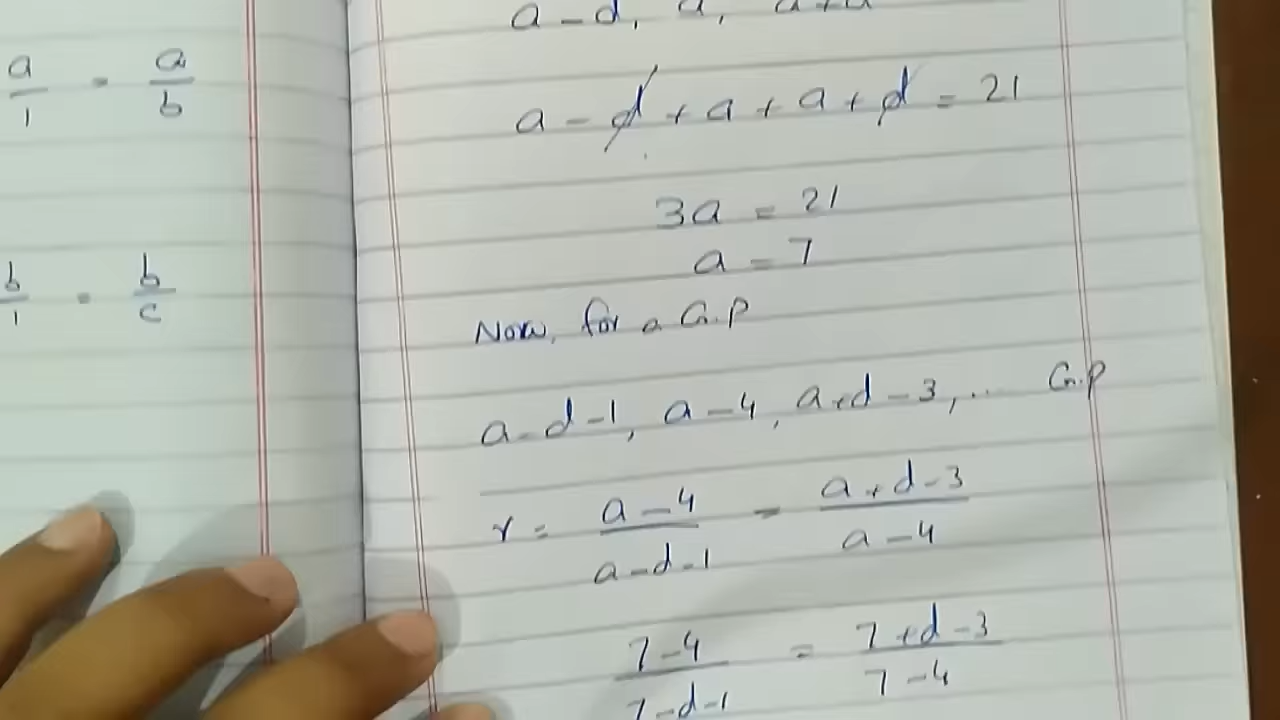 a/1 = a/b
b/1 = b/c
a - d, a, a+d
a - d + a + a + d = 21
3a = 21
a = 7
Now, for a G.P
a-d-1, a-4, a+d-3, ... G.P
r = (a-4)/(a-d-1) = (a+d-3)/(a-4)
(7-4)/(7-d-1) = (7+d-3)/(7-4)